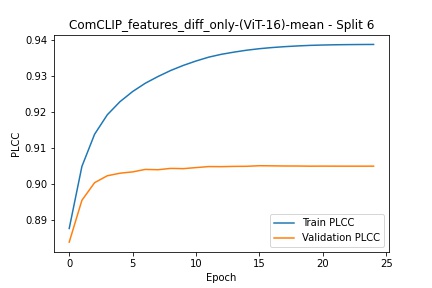 ComCLIP_features_diff_only-(ViT-16)-mean - Split 6
0.94
0.93
0.92
0.91
0.90
0.89
PLCC
Train PLCC
Validation PLCC
0 5 10 15 20 25
Epoch